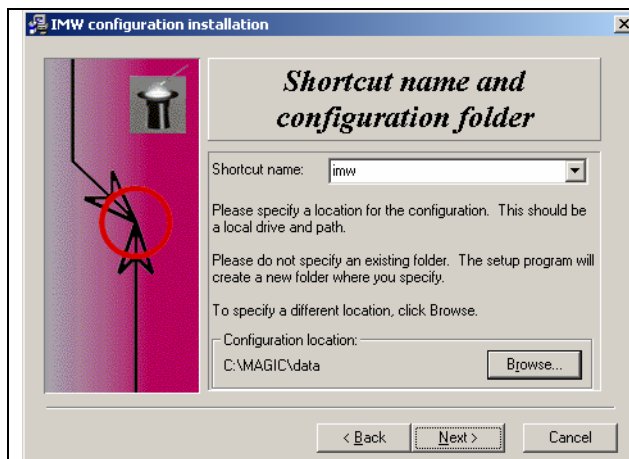 IMW configuration installation
Shortcut name and
configuration folder
Shortcut name:
imw
Please specify a location for the configuration. This should be
a local drive and path.
Please do not specify an existing folder. The setup program will
create a new folder where you specify.
To specify a different location, click Browse.
Configuration location:
C:\MAGIC\data
Browse...
< Back
Next >
Cancel